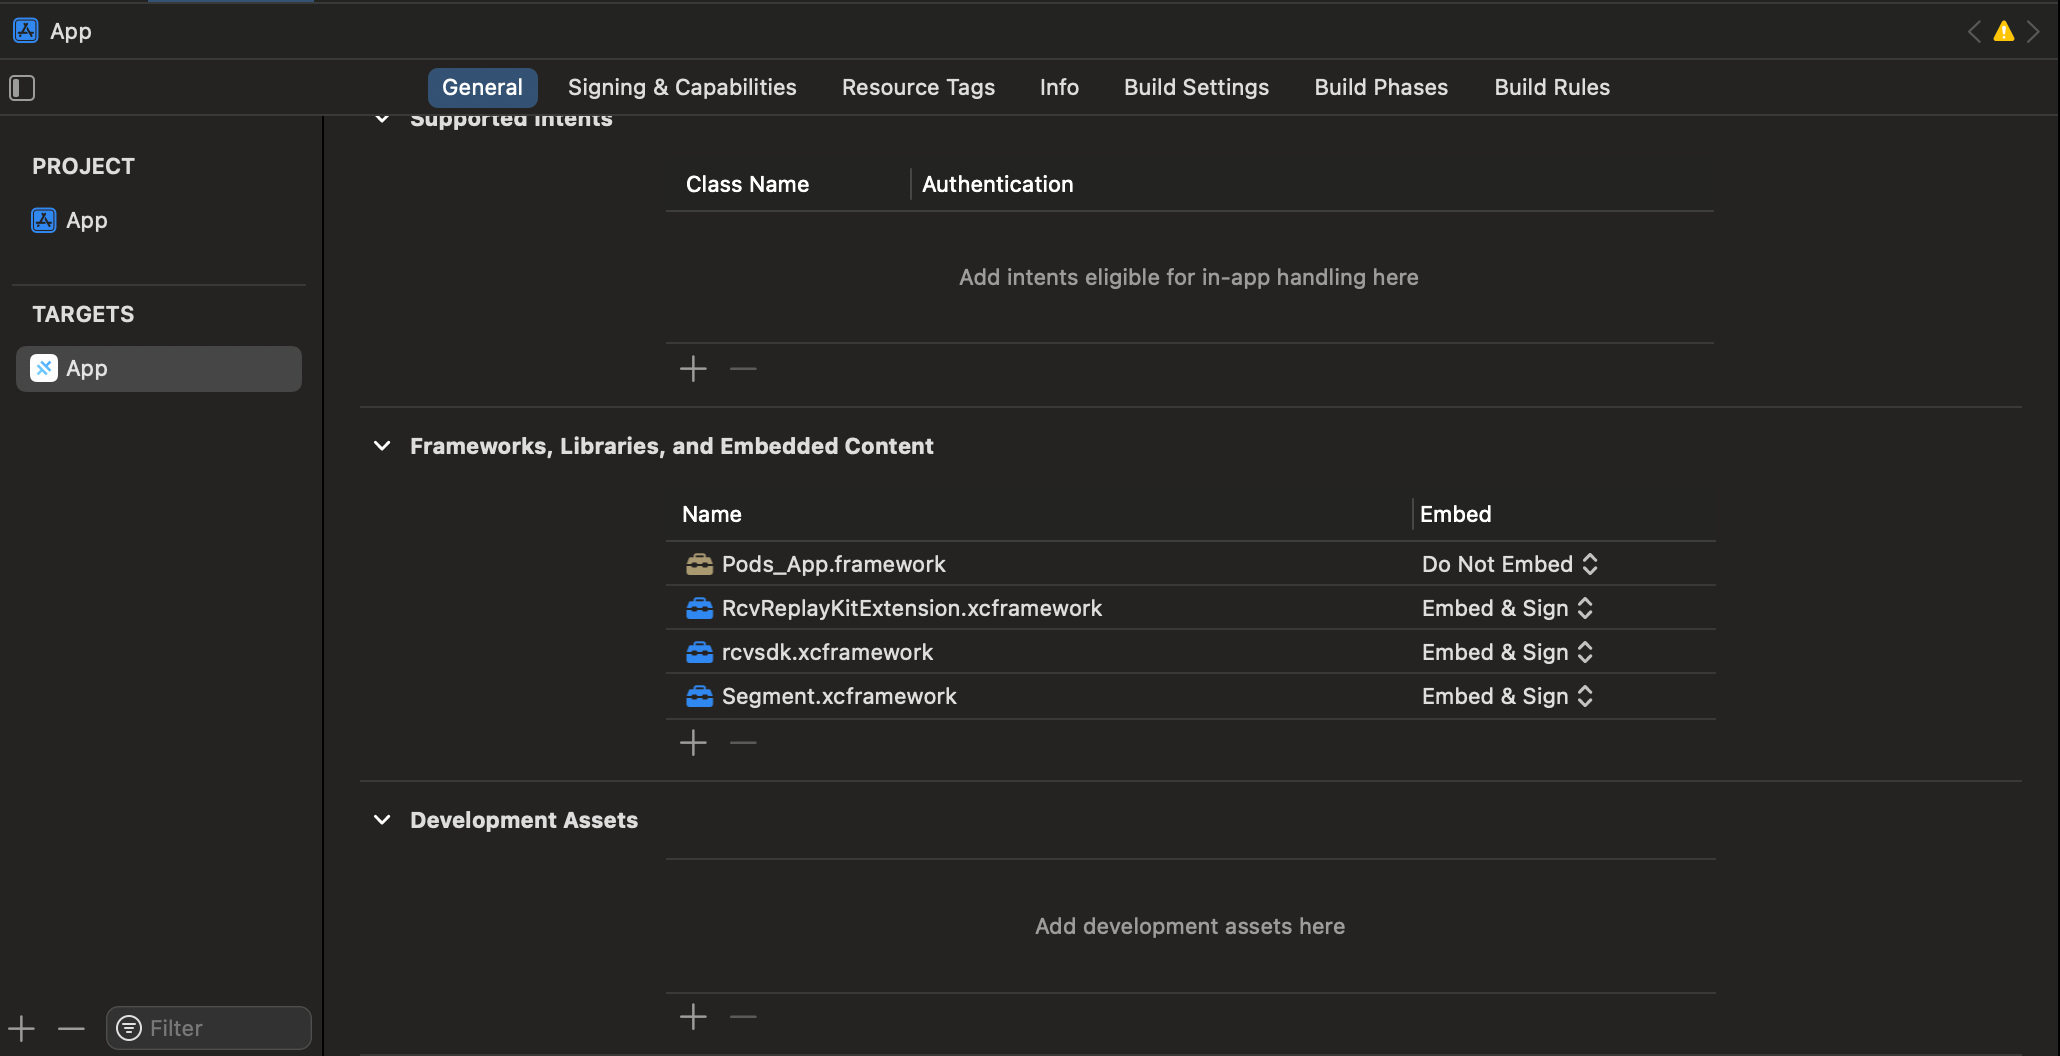 App
General Signing & Capabilities Resource Tags Info Build Settings Build Phases Build Rules
PROJECT
App
TARGETS
App
Filter
Supported Intents
Class Name Authentication
Add intents eligible for in-app handling here
Frameworks, Libraries, and Embedded Content
Name Embed
Pods_App.framework Do Not Embed
RcvReplayKitExtension.xcframework Embed & Sign
rcvsdk.xcframework Embed & Sign
Segment.xcframework Embed & Sign
Development Assets
Add development assets here